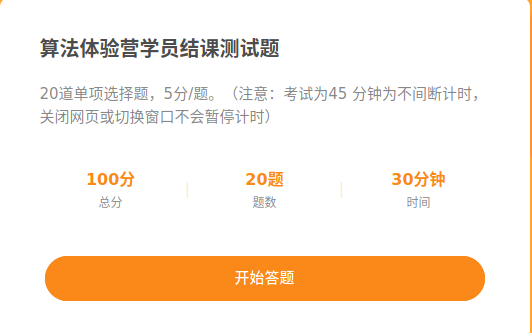 算法体验营学员结课测试题
20道单项选择题，5分/题。（注意：考试为45 分钟为不间断计时，
关闭网页或切换窗口不会暂停计时）
100分
20题
30分钟
总分
题数
时间
开始答题